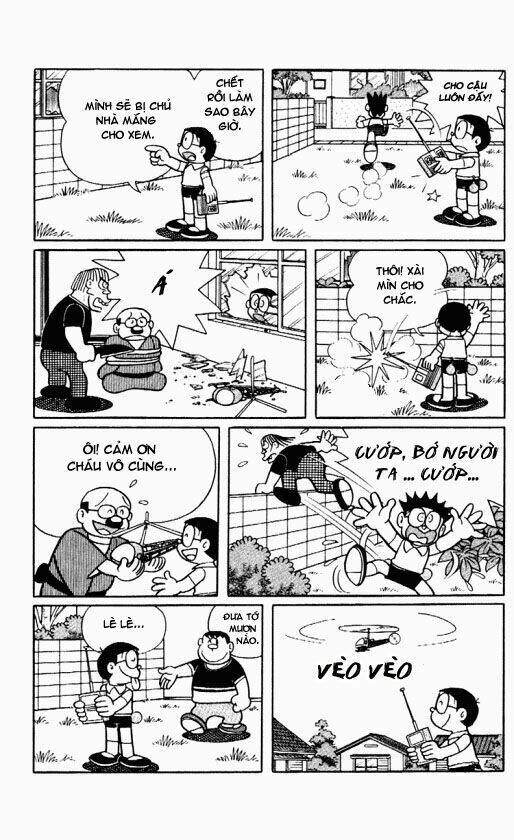 CHẾT
RỒI LÀM
SAO BÂY
GIỜ.
MÌNH SẼ BỊ CHỦ
NHÀ MẮNG
CHO XEM.
CHO CẬU
LUÔN ĐẤY!
Á
THÔI! XÀI
MÌN CHO
CHẮC.
ÔI! CẢM ƠN
CHÁU VÔ CÙNG...
CƯỚP, BỚ NGƯỜI
TA ... CƯỚP...
LÈ LÈ...
ĐƯA TỚ
MƯỢN
NÀO.
VÈO VÈO